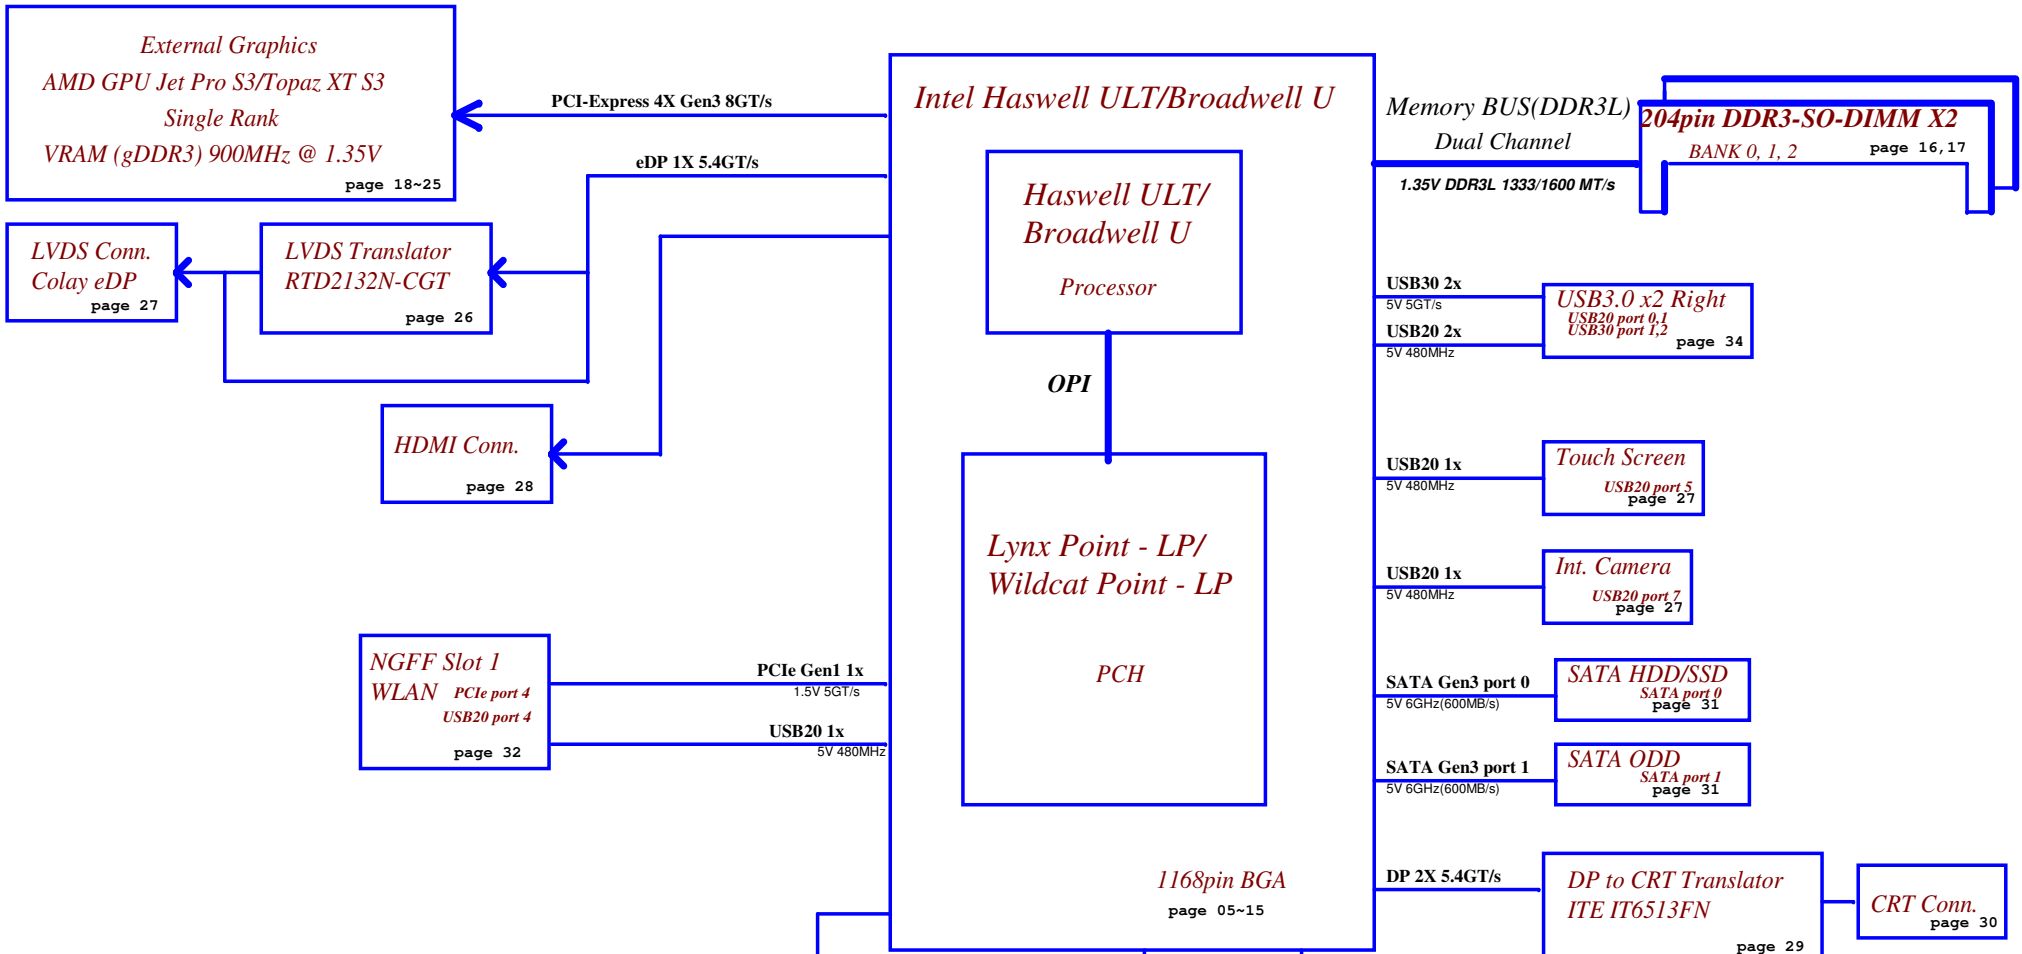 External Graphics
AMD GPU Jet Pro S3/Topaz XT S3
Single Rank
VRAM (gDDR3) 900MHz @ 1.35V
page 18~25
PCI-Express 4X Gen3 8GT/s
eDP 1X 5.4GT/s
LVDS Conn.
Colay eDP
page 27
LVDS Translator
RTD2132N-CGT
page 26
HDMI Conn.
page 28
NGFF Slot 1
WLAN PCIe port 4
USB20 port 4
page 32
PCIe Gen1 1x
1.5V 5GT/s
USB20 1x
5V 480MHz
Intel Haswell ULT/Broadwell U
Haswell ULT/
Broadwell U
Processor
OPI
Lynx Point - LP/
Wildcat Point - LP
PCH
1168pin BGA
page 05~15
Memory BUS(DDR3L)
Dual Channel
1.35V DDR3L 1333/1600 MT/s
204pin DDR3-SO-DIMM X2
BANK 0, 1, 2 page 16,17
USB30 2x
5V 5GT/s
USB20 2x
5V 480MHz
USB3.0 x2 Right
USB20 port 0,1
USB30 port 1,2
page 34
USB20 1x
5V 480MHz
Touch Screen
USB20 port 5
page 27
USB20 1x
5V 480MHz
Int. Camera
USB20 port 7
page 27
SATA Gen3 port 0
5V 6GHz(600MB/s)
SATA HDD/SSD
SATA port 0
page 31
SATA Gen3 port 1
5V 6GHz(600MB/s)
SATA ODD
SATA port 1
page 31
DP 2X 5.4GT/s
DP to CRT Translator
ITE IT6513FN
page 29
CRT Conn.
page 30